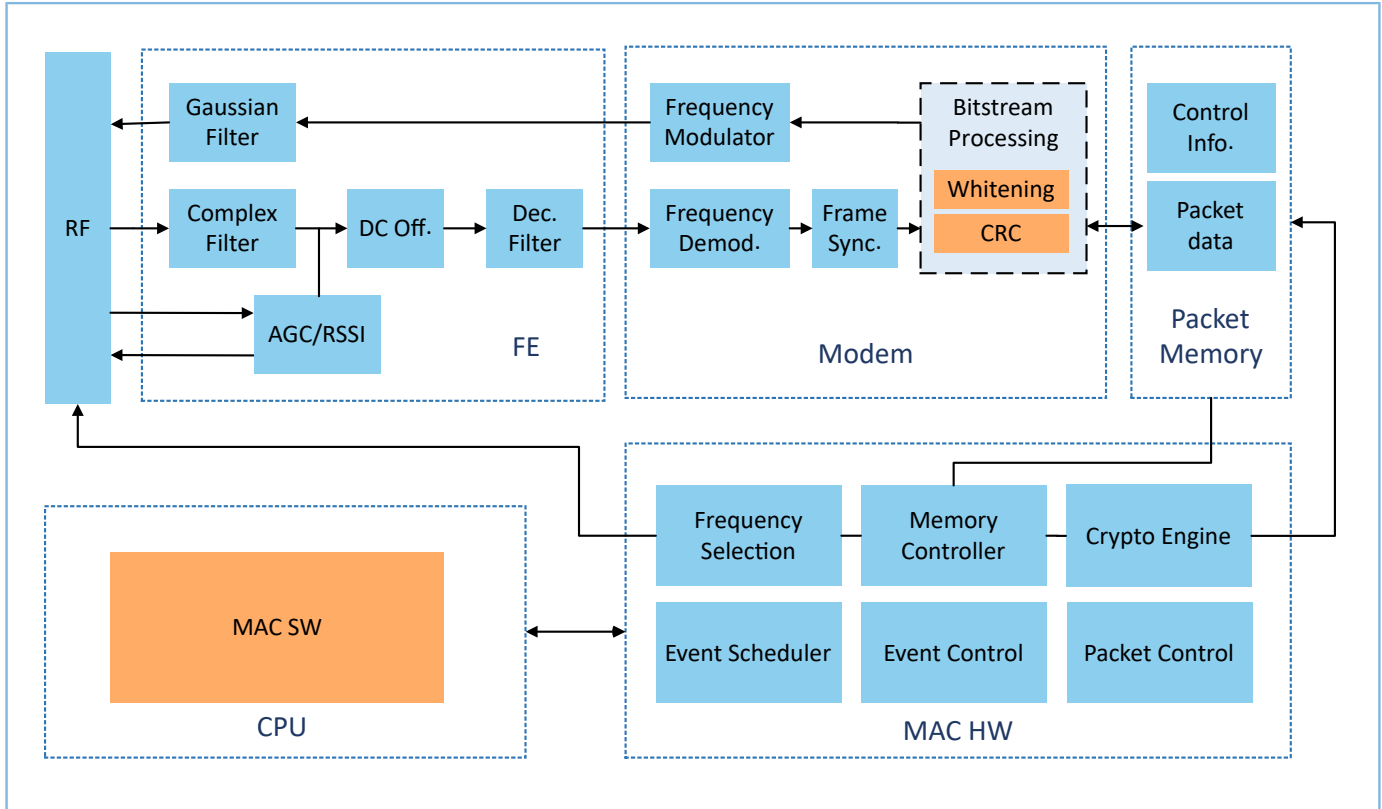 RF
Gaussian
Filter
Complex
Filter
DC Off.
Dec.
Filter
AGC/RSSI
FE
Frequency
Modulator
Frequency
Demod.
Frame
Sync.
Bitstream
Processing
Whitening
CRC
Modem
Control
Info.
Packet
data
Packet
Memory
MAC SW
CPU
Frequency
Selection
Memory
Controller
Crypto Engine
Event Scheduler
Event Control
Packet Control
MAC HW